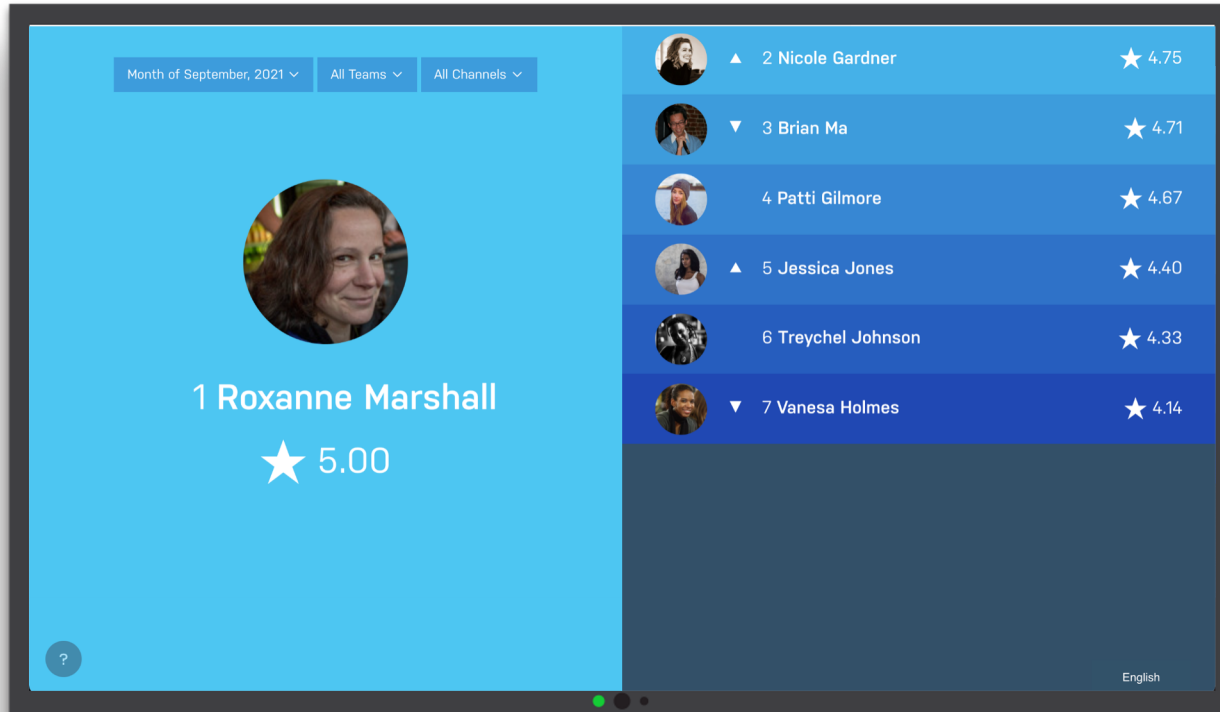 Month of September, 2021
All Teams
All Channels
1 Roxanne Marshall
5.00
2 Nicole Gardner 4.75
3 Brian Ma 4.71
4 Patti Gilmore 4.67
5 Jessica Jones 4.40
6 Treychel Johnson 4.33
7 Vanesa Holmes 4.14
?
English